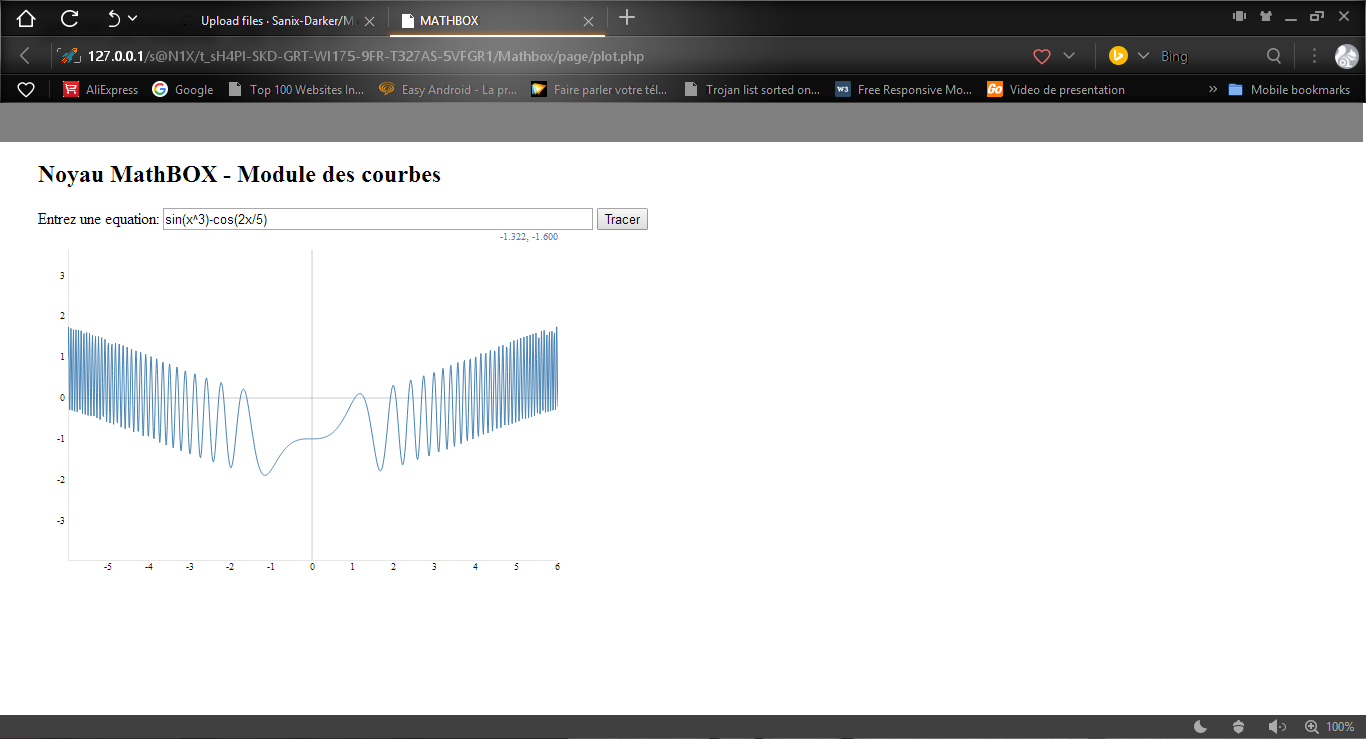 Upload files · Sanix-Darker/M
MATHBOX
127.0.0.1/s@N1X/t_sH4PI-SKD-GRT-WI175-9FR-T327AS-5VFGR1/Mathbox/page/plot.php
Bing
AliExpress Google Top 100 Websites In... Easy Android - La pr... Faire parler votre tél... Trojan list sorted on... W3 Free Responsive Mo... Go Video de presentation » Mobile bookmarks
Noyau MathBOX - Module des courbes
Entrez une equation: sin(x^3)-cos(2x/5) Tracer
-1.322, -1.600
3
2
1
0
-1
-2
-3
-5 -4 -3 -2 -1 0 1 2 3 4 5 6
100%